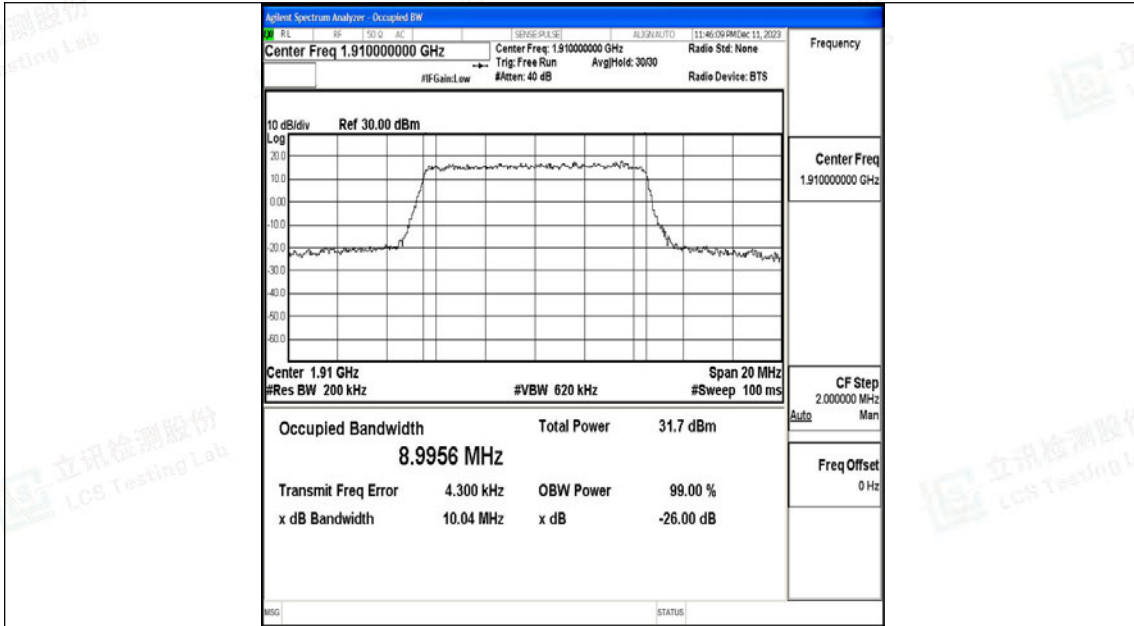 Agilent Spectrum Analyzer - Occupied BW
RL RF 50 Ω AC SENSE:PULSE ALIGNAUTO 11:46:09 PM Dec 11, 2023
Center Freq 1.910000000 GHz
Center Freq: 1.910000000 GHz Radio Std: None
Trig: Free Run Avg|Hold: 30/30
#IFGain:Low #Atten: 40 dB Radio Device: BTS
10 dB/div Ref 30.00 dBm
Log
20.0
10.0
0.00
-10.0
-20.0
-30.0
-40.0
-50.0
-60.0
Center 1.91 GHz Span 20 MHz
#Res BW 200 kHz #VBW 620 kHz #Sweep 100 ms
Occupied Bandwidth Total Power 31.7 dBm
8.9956 MHz
Transmit Freq Error 4.300 kHz OBW Power 99.00 %
x dB Bandwidth 10.04 MHz x dB -26.00 dB
MSG STATUS
Frequency
Center Freq
1.910000000 GHz
CF Step
2.000000 MHz
Auto Man
Freq Offset
0 Hz
立讯检测股份
LCS Testing Lab
立讯检测股份
LCS Testing